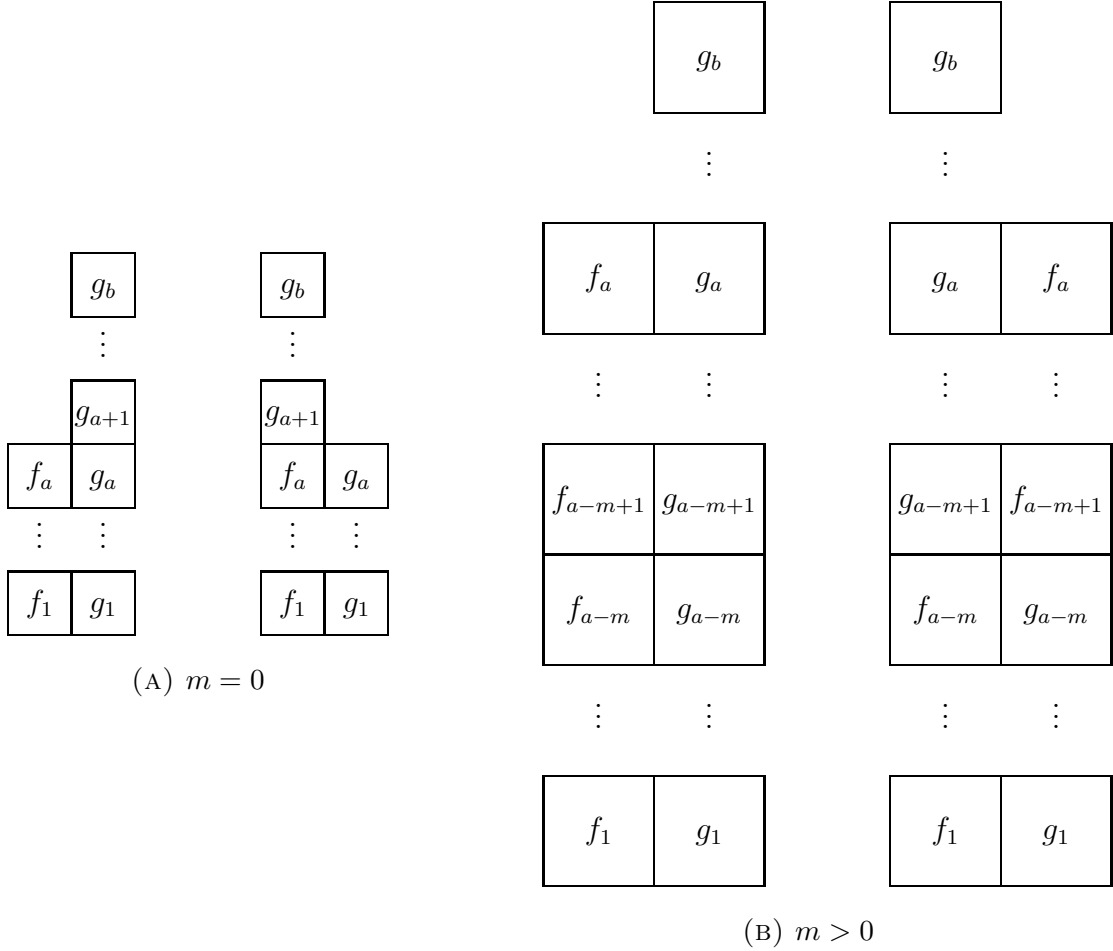 g_b g_b
⋮ ⋮
g_{a+1} g_{a+1}
f_a g_a f_a g_a
⋮ ⋮ ⋮ ⋮
f_1 g_1 f_1 g_1
(A) m = 0
g_b g_b
⋮ ⋮
f_a g_a g_a f_a
⋮ ⋮ ⋮ ⋮
f_{a-m+1} g_{a-m+1} g_{a-m+1} f_{a-m+1}
f_{a-m} g_{a-m} f_{a-m} g_{a-m}
⋮ ⋮ ⋮ ⋮
f_1 g_1 f_1 g_1
(B) m > 0